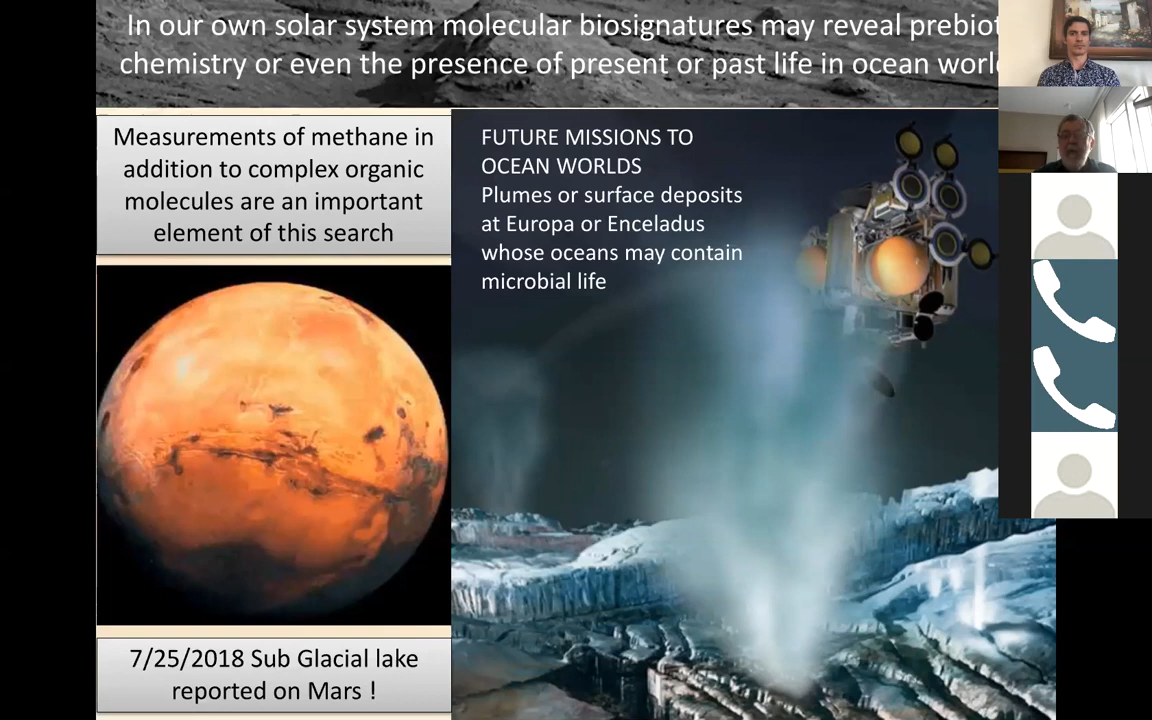 In our own solar system molecular biosignatures may reveal
chemistry or even the presence of present or past life in ocean
Measurements of methane in
addition to complex organic
molecules are an important
element of this search
FUTURE MISSIONS TO
OCEAN WORLDS
Plumes or surface deposits
at Europa or Enceladus
whose oceans may contain
microbial life
7/25/2018 Sub Glacial lake
reported on Mars !